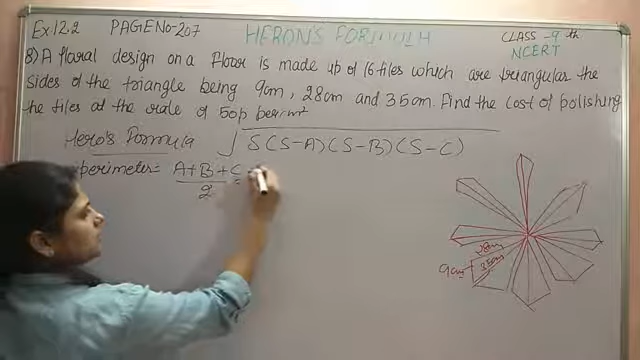 Ex 12.2 PAGE No-207 HERON'S FORMULA CLASS-9th
NCERT
8) A floral design on a floor is made up of 16 tiles which are triangular the
sides of the triangle being 9cm, 28cm and 35cm. Find the cost of polishing
the tiles at the rate of 50p per cm²
Hero's Formula √S(S-A)(S-B)(S-C)
perimeter= A+B+C
2
28cm
9cm 35cm